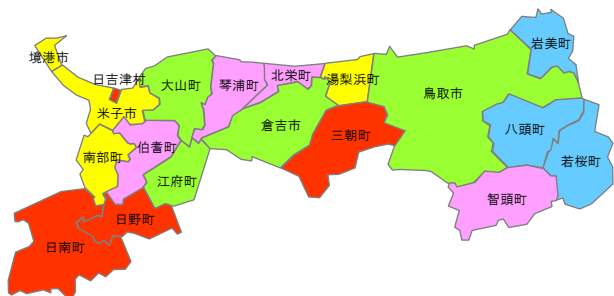 岩美町
境港市
日吉津村
大山町
琴浦町
北栄町
湯梨浜町
鳥取市
米子市
倉吉市
三朝町
八頭町
南部町
伯耆町
若桜町
江府町
智頭町
日野町
日南町